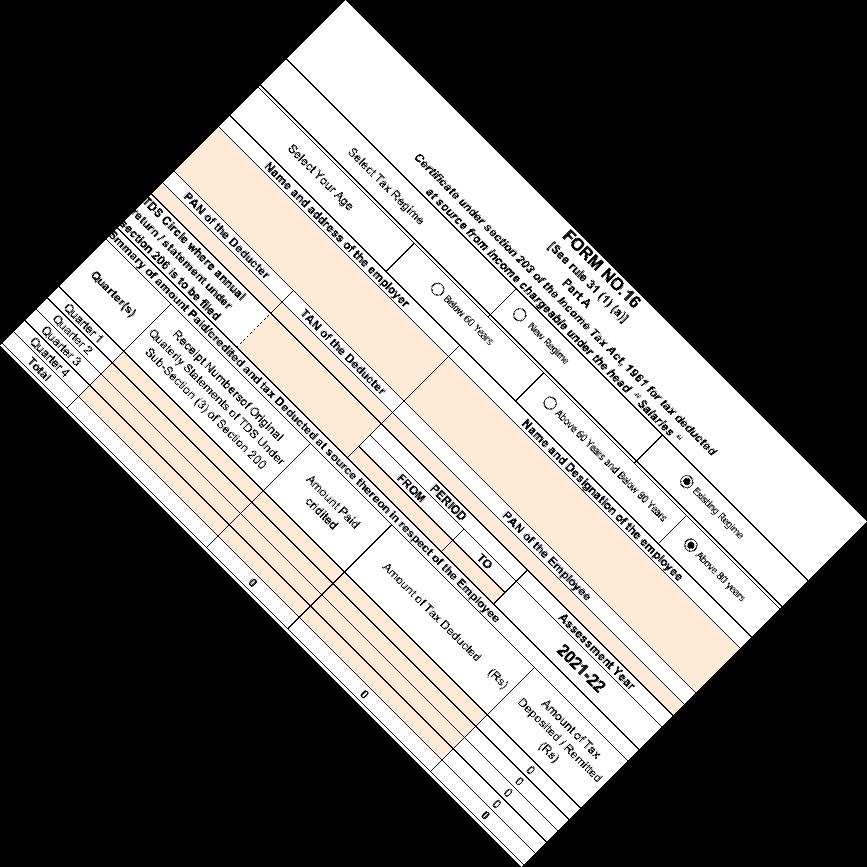 FORM NO.16
[See rule 31 (1) (a)]
Part A
Certificate under section 203 of the Income Tax Act, 1961 for tax deducted
at source from income chargeable under the head " Salaries "
Select Tax Regime
New Regime
Existing Regime
Select Your Age
Below 60 Years
Above 60 Years and Below 80 Years
Above 80 years
Name and address of the employer
Name and Designation of the employee
PAN of the Deducter
TAN of the Deducter
PAN of the Employee
TDS Circle where annual
return / statement under
section 206 is to be filed
PERIOD
Assessment Year
FROM
TO
2021-22
of amount Paid/credited and tax Deducted at source thereon in respect of the Employee
Quarter(s)
Receipt Numbersof Original
Quaterly Statements of TDS Under
Sub-Section (3) of Section 200
Amount Paid
cridited
Amount of Tax Deducted (Rs)
Amount of Tax
Deposited / Remitted
(Rs)
Quarter 1
0
Quarter 2
0
Quarter 3
0
Quarter 4
0
Total
0
0
0